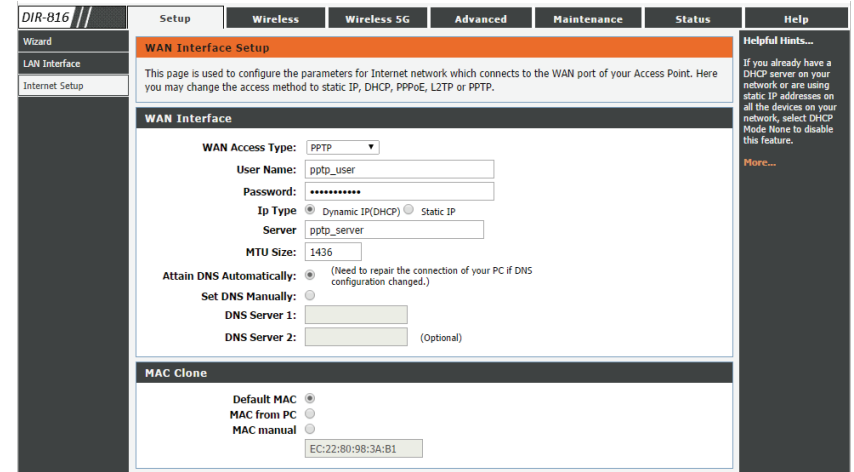 DIR-816
Setup Wireless Wireless 5G Advanced Maintenance Status Help
Wizard
LAN Interface
Internet Setup
WAN Interface Setup
This page is used to configure the parameters for Internet network which connects to the WAN port of your Access Point. Here
you may change the access method to static IP, DHCP, PPPoE, L2TP or PPTP.
WAN Interface
WAN Access Type: PPTP
User Name: pptp_user
Password: •••••••••••
Ip Type Dynamic IP(DHCP) Static IP
Server pptp_server
MTU Size: 1436
Attain DNS Automatically: (Need to repair the connection of your PC if DNS
configuration changed.)
Set DNS Manually:
DNS Server 1:
DNS Server 2: (Optional)
MAC Clone
Default MAC
MAC from PC
MAC manual
EC:22:80:98:3A:B1
Helpful Hints...
If you already have a
DHCP server on your
network or are using
static IP addresses on
all the devices on your
network, select DHCP
Mode None to disable
this feature.
More...